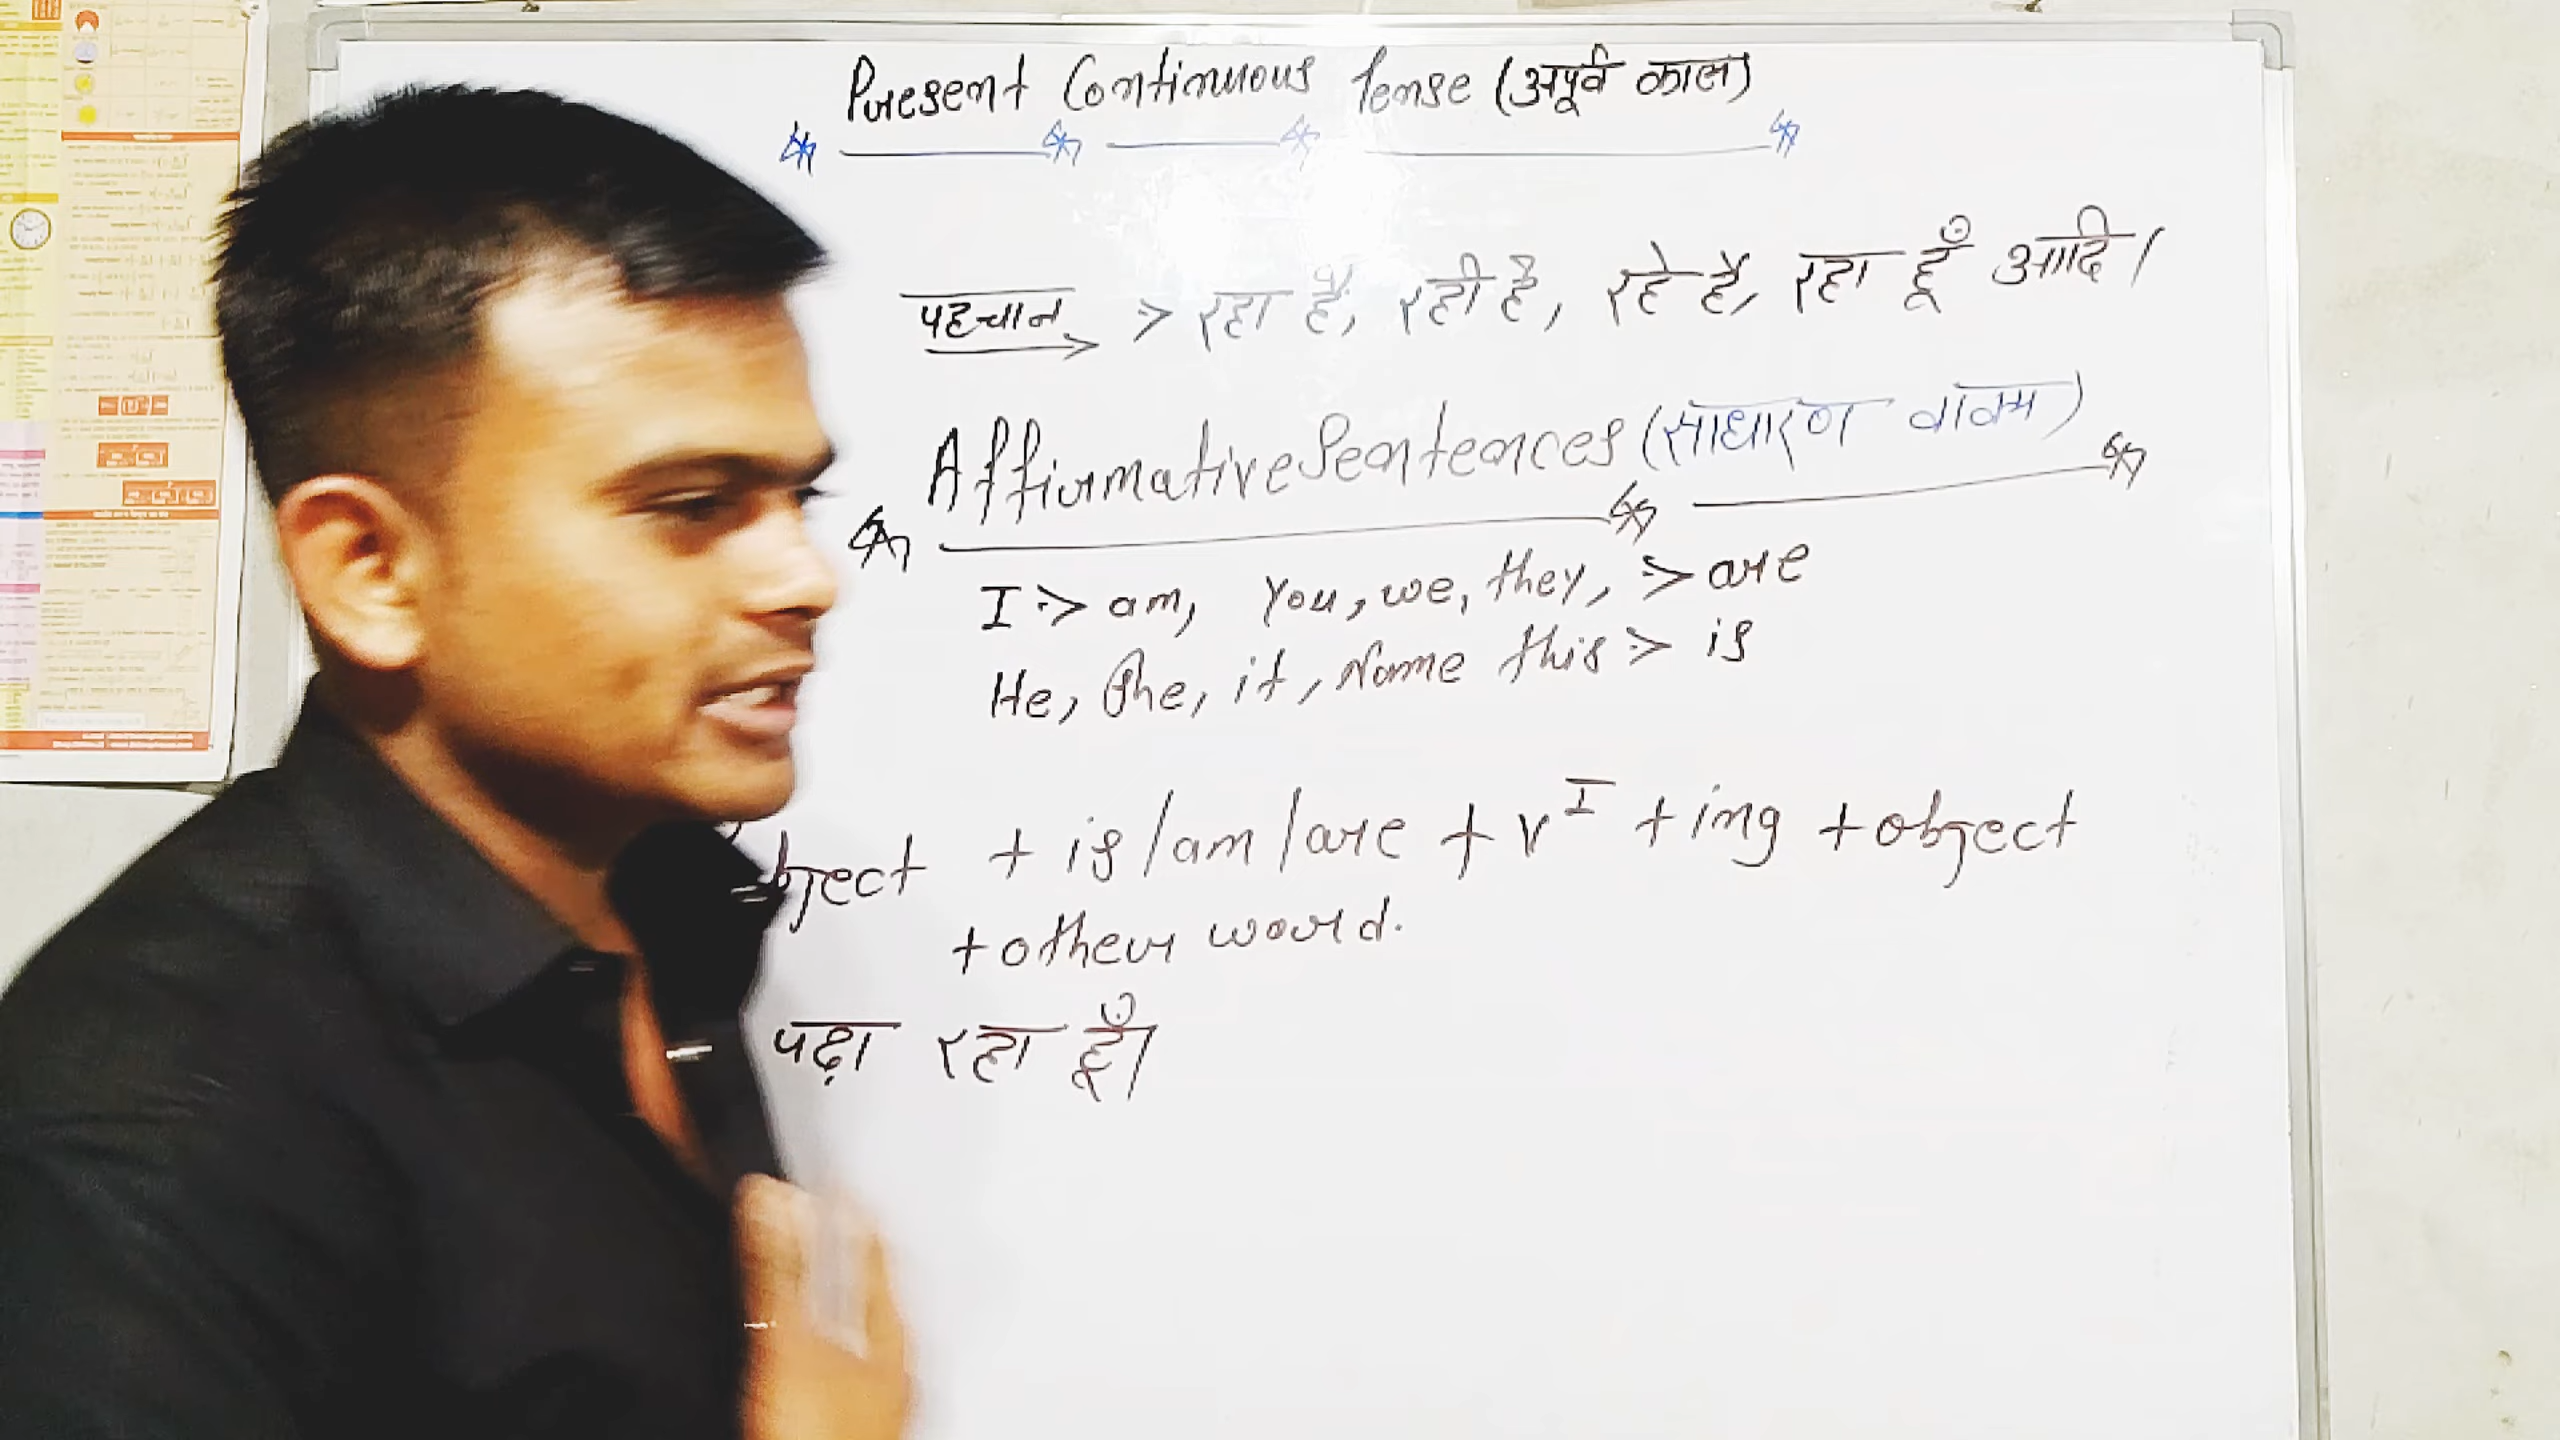 Present Continuous Tense (अपूर्व काल)
पहचान > रहा है, रही है, रहे हैं, रहा हूँ आदि।
Affirmative Sentences (साधारण वाक्य)
I > am, You, we, they, > are
He, She, it, Name this > is
bject + is/am/are + v I + ing + object
+ other word.
पढ़ा रहा हूँ।